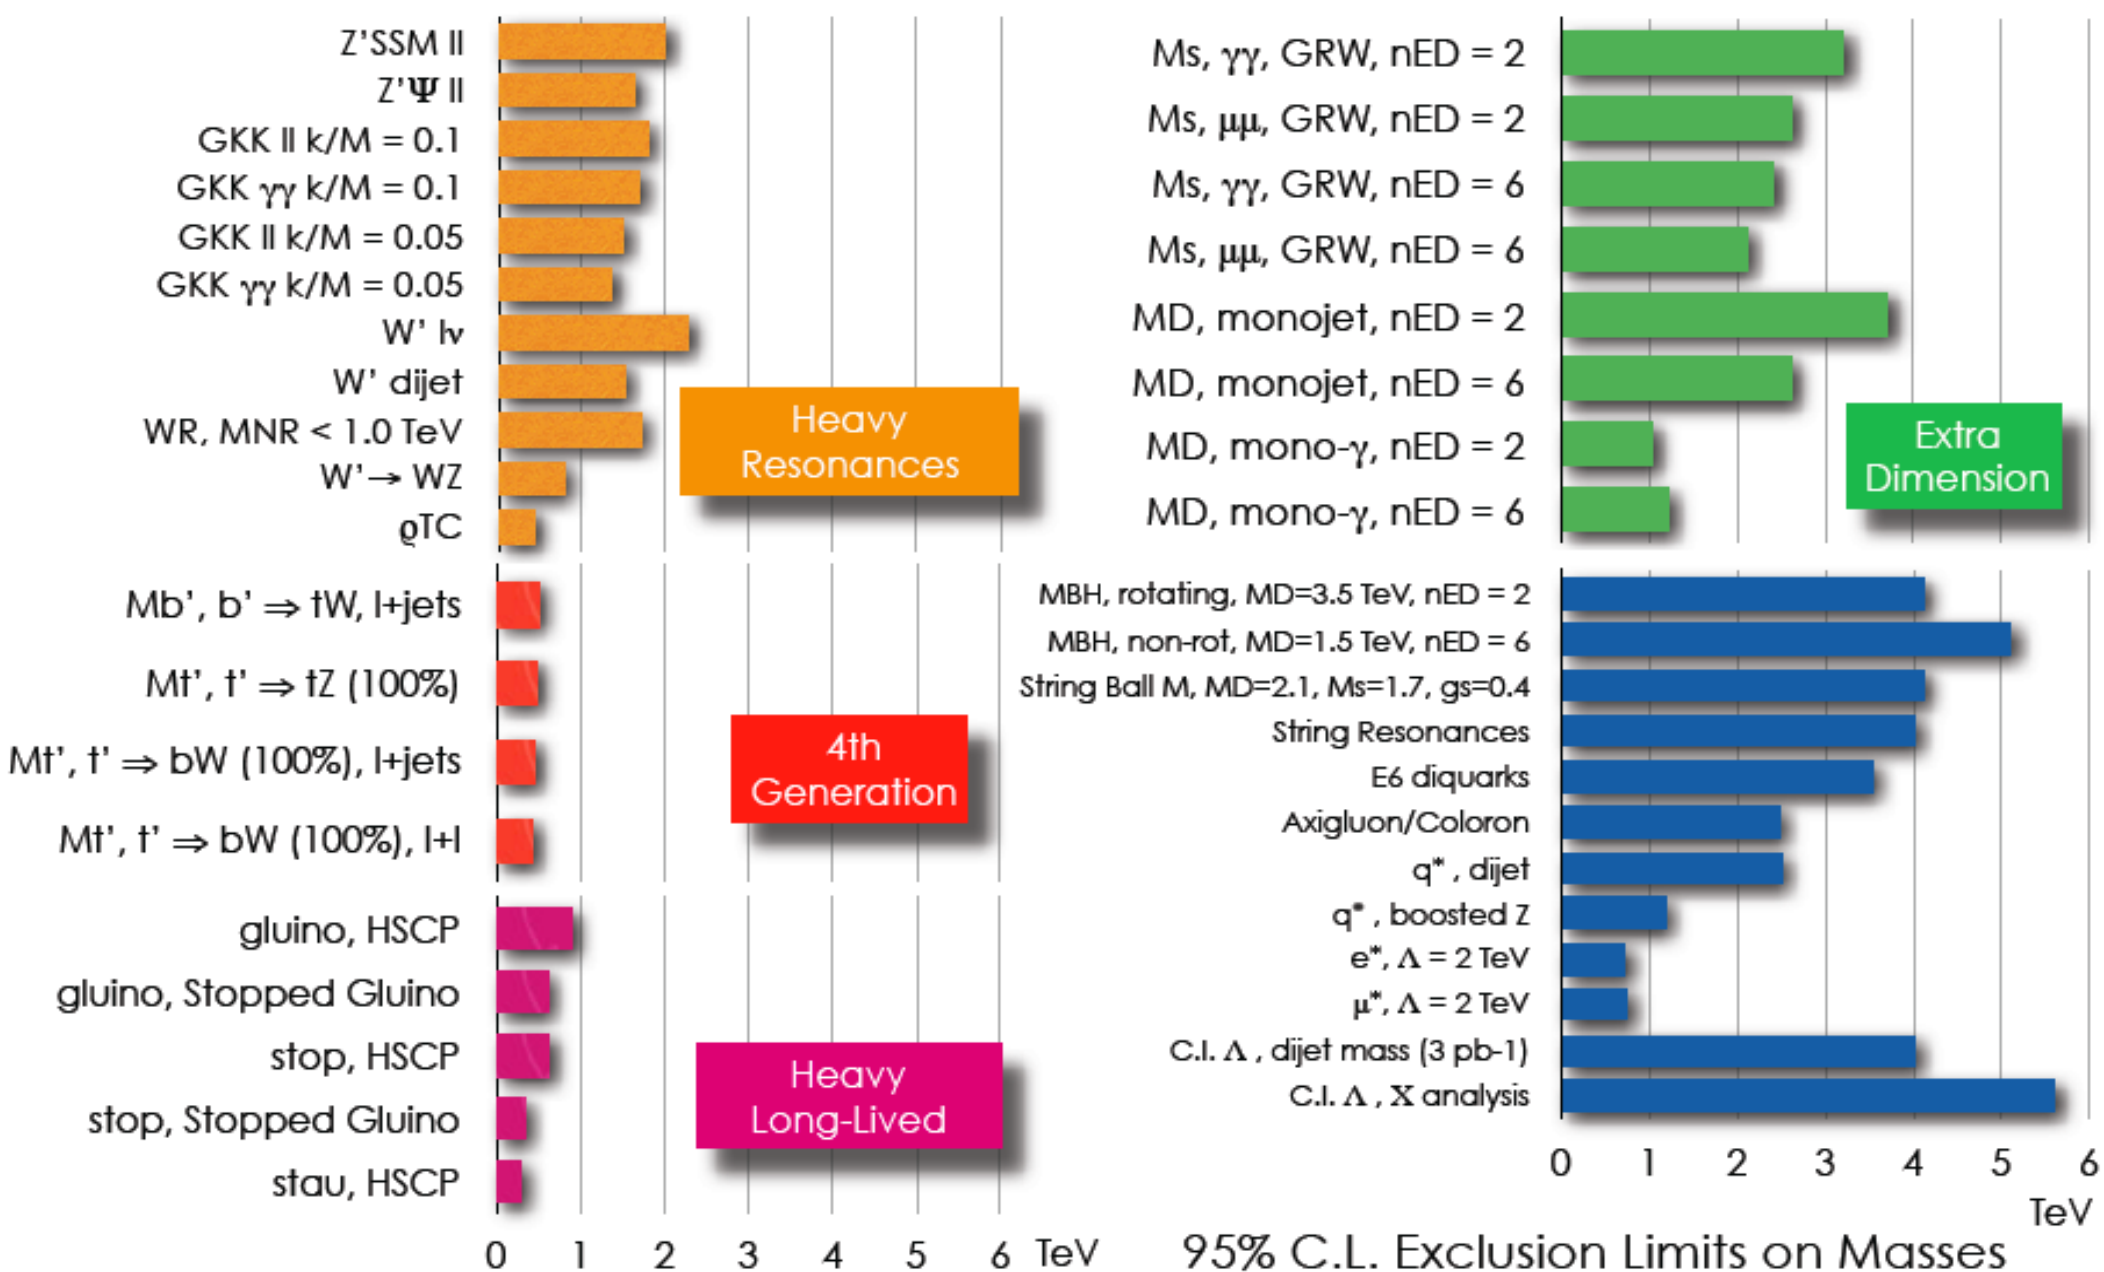 Z'SSM ll
Z'Ψ ll
GKK ll k/M = 0.1
GKK γγ k/M = 0.1
GKK ll k/M = 0.05
GKK γγ k/M = 0.05
W' lν
W' dijet
WR, MNR < 1.0 TeV
W'→ WZ
ϱTC
Heavy
Resonances
Mb', b' ⇒ tW, l+jets
Mt', t' ⇒ tZ (100%)
Mt', t' ⇒ bW (100%), l+jets
Mt', t' ⇒ bW (100%), l+l
4th
Generation
gluino, HSCP
gluino, Stopped Gluino
stop, HSCP
stop, Stopped Gluino
stau, HSCP
Heavy
Long-Lived
0 1 2 3 4 5 6 TeV
Ms, γγ, GRW, nED = 2
Ms, μμ, GRW, nED = 2
Ms, γγ, GRW, nED = 6
Ms, μμ, GRW, nED = 6
MD, monojet, nED = 2
MD, monojet, nED = 6
MD, mono-γ, nED = 2
MD, mono-γ, nED = 6
Extra
Dimension
MBH, rotating, MD=3.5 TeV, nED = 2
MBH, non-rot, MD=1.5 TeV, nED = 6
String Ball M, MD=2.1, Ms=1.7, gs=0.4
String Resonances
E6 diquarks
Axigluon/Coloron
q* , dijet
q* , boosted Z
e*, Λ = 2 TeV
μ*, Λ = 2 TeV
C.I. Λ , dijet mass (3 pb-1)
C.I. Λ , X analysis
0 1 2 3 4 5 6
TeV
95% C.L. Exclusion Limits on Masses